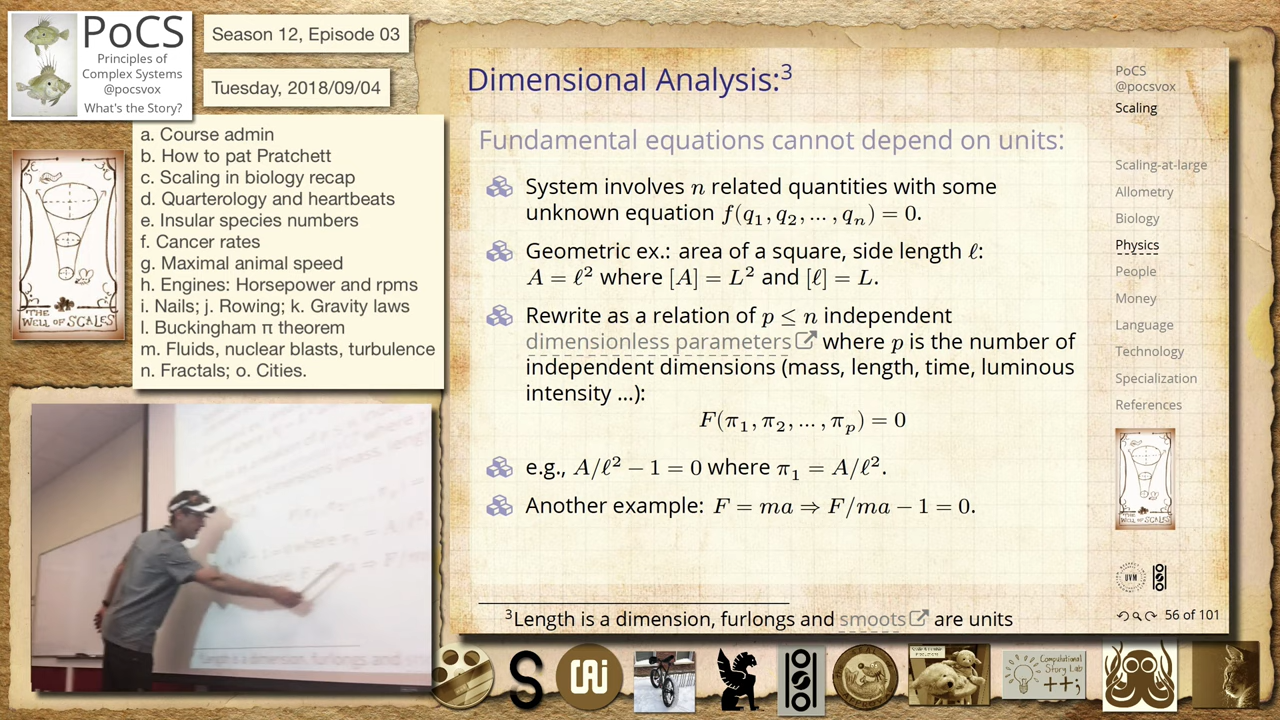 PoCS
Principles of
Complex Systems
@pocsvox
What's the Story?
Season 12, Episode 03
Tuesday, 2018/09/04
a. Course admin
b. How to pat Pratchett
c. Scaling in biology recap
d. Quarterology and heartbeats
e. Insular species numbers
f. Cancer rates
g. Maximal animal speed
h. Engines: Horsepower and rpms
i. Nails; j. Rowing; k. Gravity laws
l. Buckingham π theorem
m. Fluids, nuclear blasts, turbulence
n. Fractals; o. Cities.
THE
WELL OF SCALES
Dimensional Analysis:³
Fundamental equations cannot depend on units:
System involves n related quantities with some
unknown equation f(q₁, q₂, …, qₙ) = 0.
Geometric ex.: area of a square, side length ℓ:
A = ℓ² where [A] = L² and [ℓ] = L.
Rewrite as a relation of p ≤ n independent
dimensionless parameters where p is the number of
independent dimensions (mass, length, time, luminous
intensity ...):
F(π₁, π₂, …, πₚ) = 0
e.g., A/ℓ² − 1 = 0 where π₁ = A/ℓ².
Another example: F = ma ⇒ F/ma − 1 = 0.
³Length is a dimension, furlongs and smoots are units
PoCS
@pocsvox
Scaling
Scaling-at-large
Allometry
Biology
Physics
People
Money
Language
Technology
Specialization
References
THE
WELL OF SCALES
UVM
56 of 101
Computational
Story Lab
++;